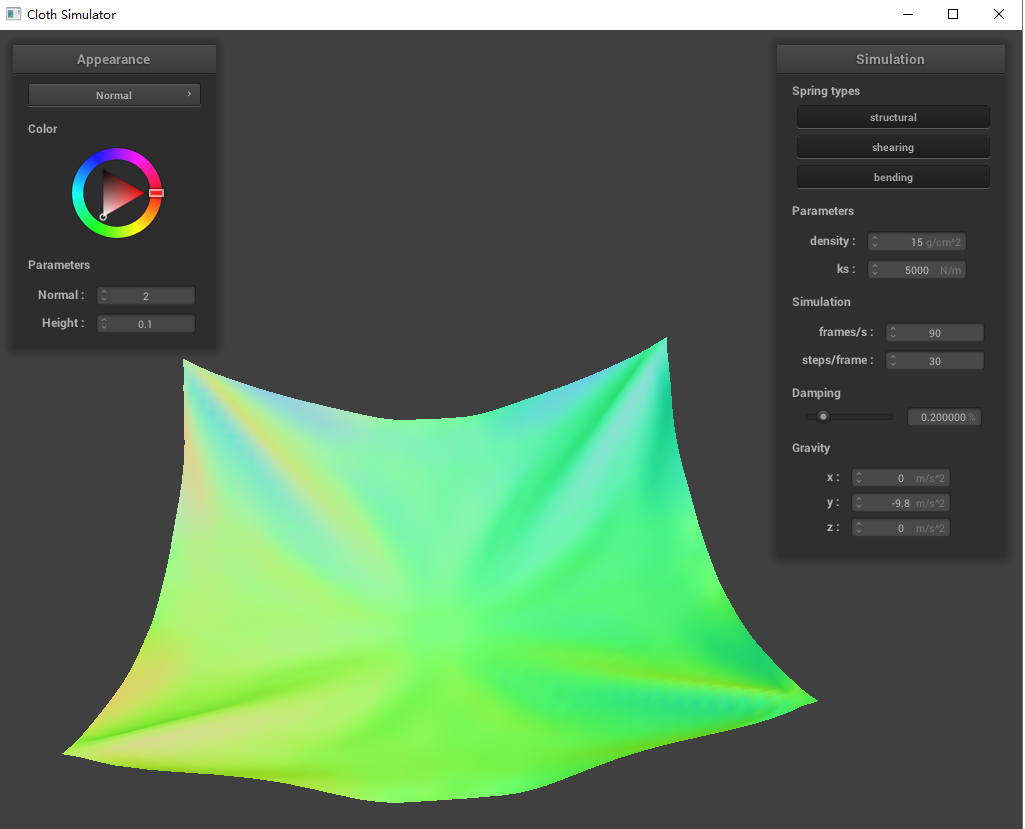 Cloth Simulator
Appearance
Normal ›
Color
Parameters
Normal : 2
Height : 0.1
Simulation
Spring types
structural
shearing
bending
Parameters
density : 15 g/cm^2
ks : 5000 N/m
Simulation
frames/s : 90
steps/frame : 30
Damping
0.200000 %
Gravity
x : 0 m/s^2
y : -9.8 m/s^2
z : 0 m/s^2